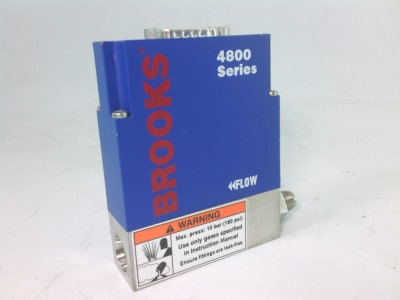 BROOKS
4800
Series
◀◀FLOW
WARNING
Max. press: 10 bar (150 psi)
Use only gases specified
in Instruction Manual
Ensure fittings are leak-free